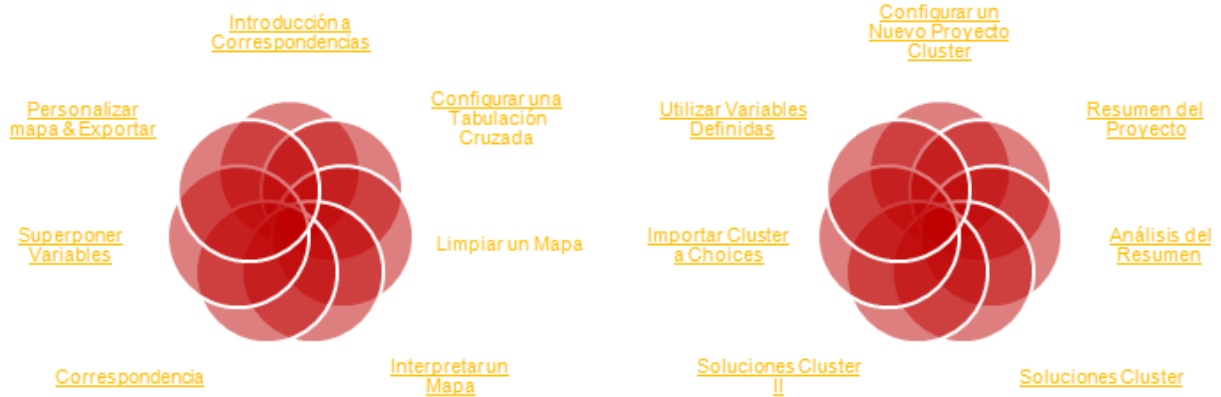 Introducción a
Correspondencias
Configurar una
Tabulación
Cruzada
Limpiar un Mapa
Interpretar un
Mapa
Correspondencia
Superponer
Variables
Personalizar
mapa & Exportar
Configurar un
Nuevo Proyecto
Cluster
Resumen del
Proyecto
Análisis del
Resumen
Soluciones Cluster
Soluciones Cluster
II
Importar Cluster
a Choices
Utilizar Variables
Definidas